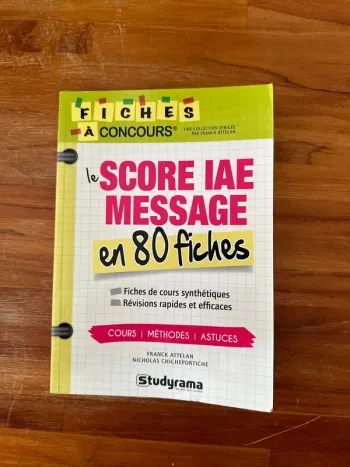 FICHES
À CONCOURS®
UNE COLLECTION DIRIGÉE
PAR FRANCK ATTELAN
le SCORE IAE
MESSAGE
en 80 fiches
Fiches de cours synthétiques
Révisions rapides et efficaces
COURS | MÉTHODES | ASTUCES
FRANCK ATTELAN
NICHOLAS CHICHEPORTICHE
Studyrama